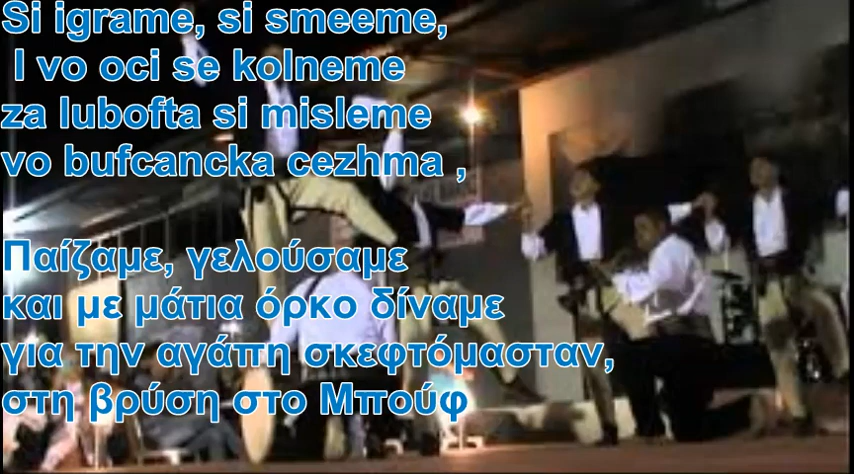 Si igrame, si smeeme,
I vo oci se kolneme
za lubofta si misleme
vo bufcancka cezhma ,
Παίζαμε, γελούσαμε
και με μάτια όρκο δίναμε
για την αγάπη σκεφτόμασταν,
στη βρύση στο Μπούφ